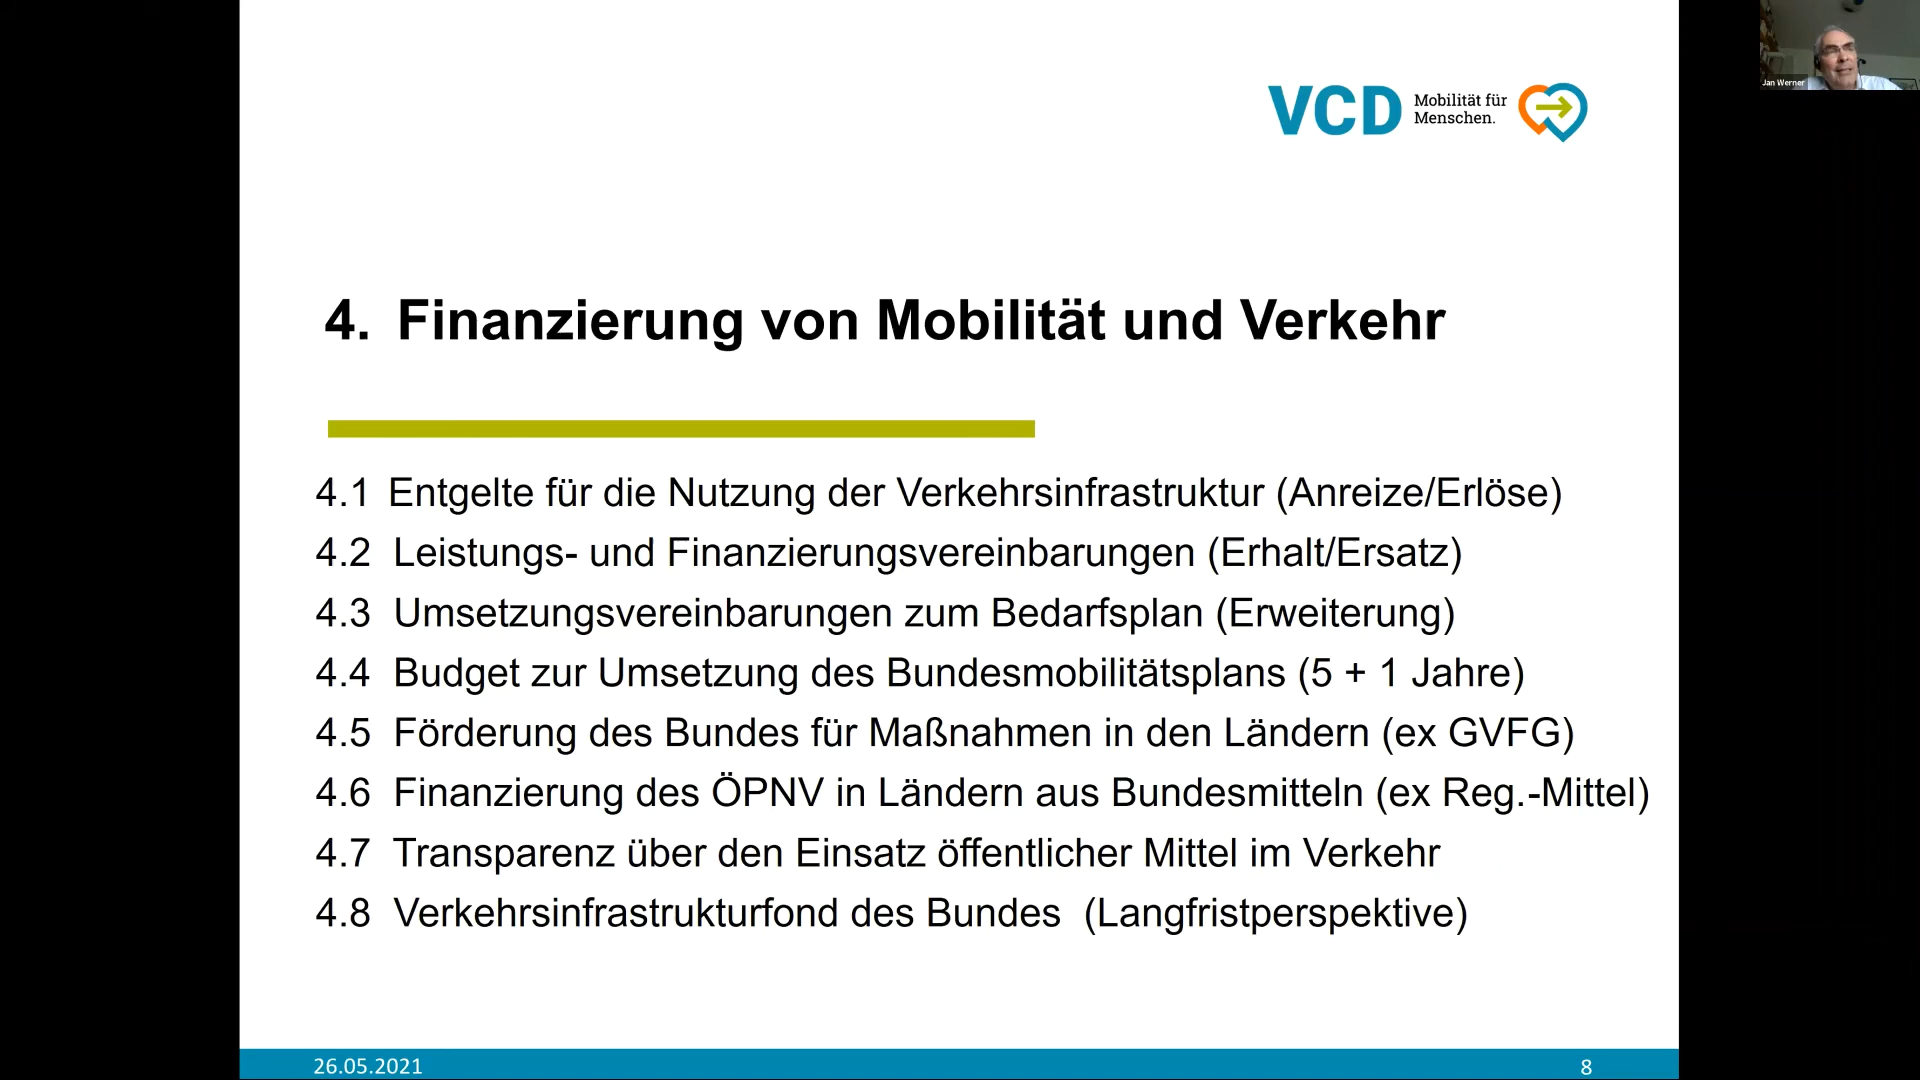 VCD Mobilität für
Menschen.
Jan Werner
4. Finanzierung von Mobilität und Verkehr
4.1 Entgelte für die Nutzung der Verkehrsinfrastruktur (Anreize/Erlöse)
4.2 Leistungs- und Finanzierungsvereinbarungen (Erhalt/Ersatz)
4.3 Umsetzungsvereinbarungen zum Bedarfsplan (Erweiterung)
4.4 Budget zur Umsetzung des Bundesmobilitätsplans (5 + 1 Jahre)
4.5 Förderung des Bundes für Maßnahmen in den Ländern (ex GVFG)
4.6 Finanzierung des ÖPNV in Ländern aus Bundesmitteln (ex Reg.-Mittel)
4.7 Transparenz über den Einsatz öffentlicher Mittel im Verkehr
4.8 Verkehrsinfrastrukturfond des Bundes (Langfristperspektive)
26.05.2021
8